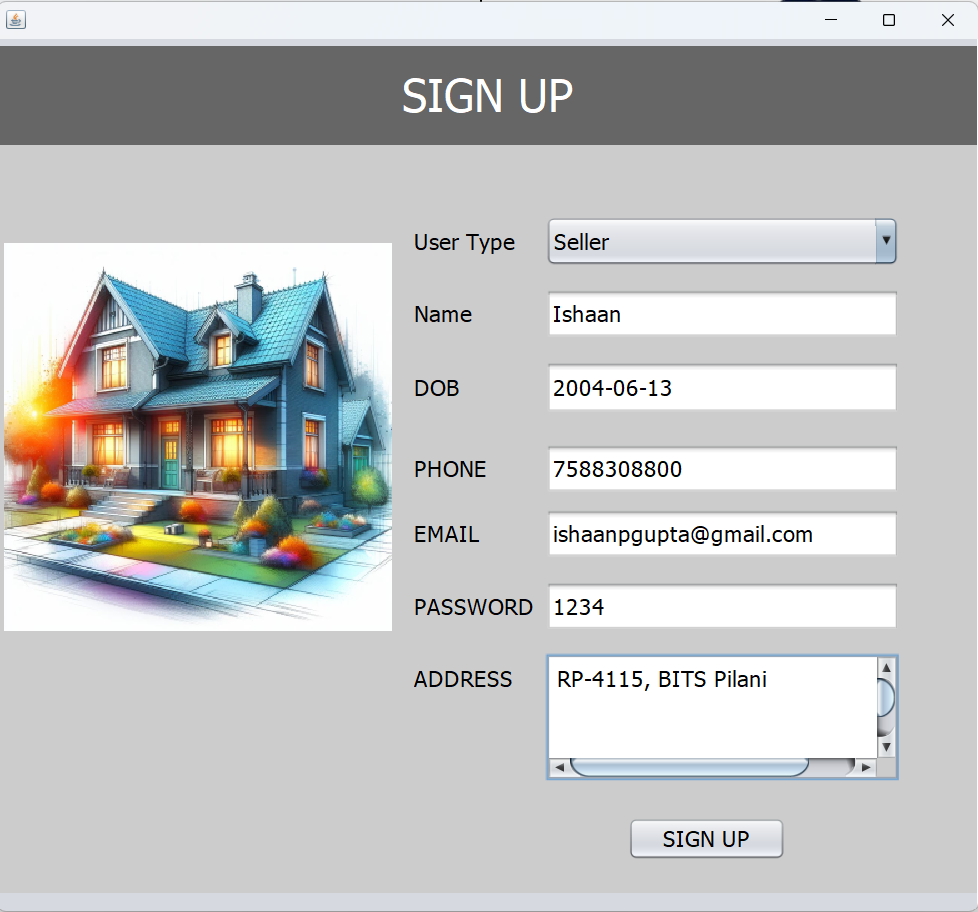 SIGN UP
User Type Seller
Name Ishaan
DOB 2004-06-13
PHONE 7588308800
EMAIL ishaanpgupta@gmail.com
PASSWORD 1234
ADDRESS RP-4115, BITS Pilani
SIGN UP